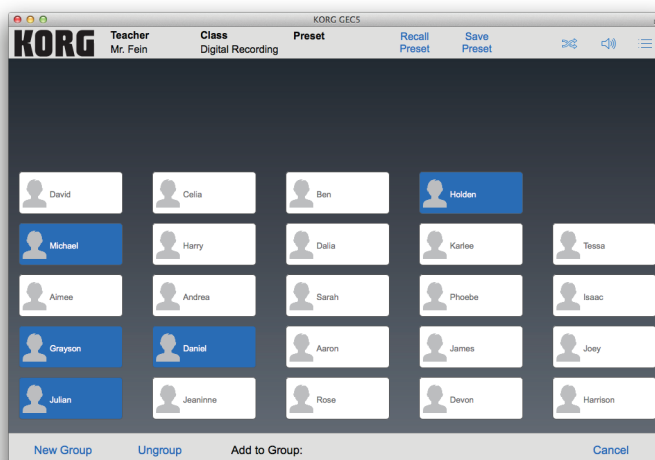 KORG GEC5
KORG
Teacher
Mr. Fein
Class
Digital Recording
Preset
Recall
Preset
Save
Preset
David
Celia
Ben
Holden
Michael
Harry
Dalia
Karlee
Tessa
Aimee
Andrea
Sarah
Phoebe
Isaac
Grayson
Daniel
Aaron
James
Joey
Julian
Jeaninne
Rose
Devon
Harrison
New Group
Ungroup
Add to Group:
Cancel